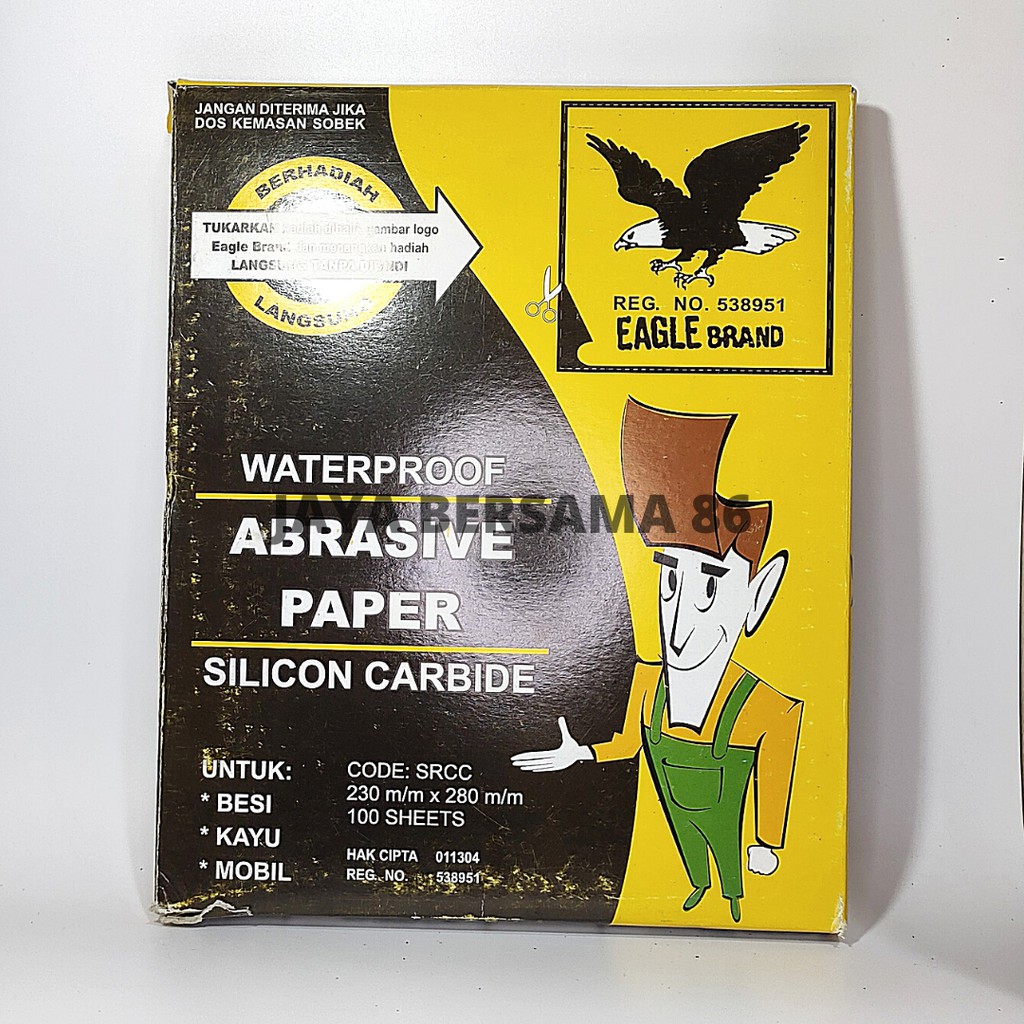 JANGAN DITERIMA JIKA
DOS KEMASAN SOBEK
BERHADIAH
TUKARKAN gambar logo
Eagle Brand dan hadiah
LANGSUNG TANPA DIUNDI
LANGSUNG
REG. NO. 538951
EAGLE BRAND
WATERPROOF
JAYA BERSAMA 86
ABRASIVE
PAPER
SILICON CARBIDE
UNTUK:
* BESI
* KAYU
* MOBIL
CODE: SRCC
230 m/m x 280 m/m
100 SHEETS
HAK CIPTA 011304
REG. NO. 538951